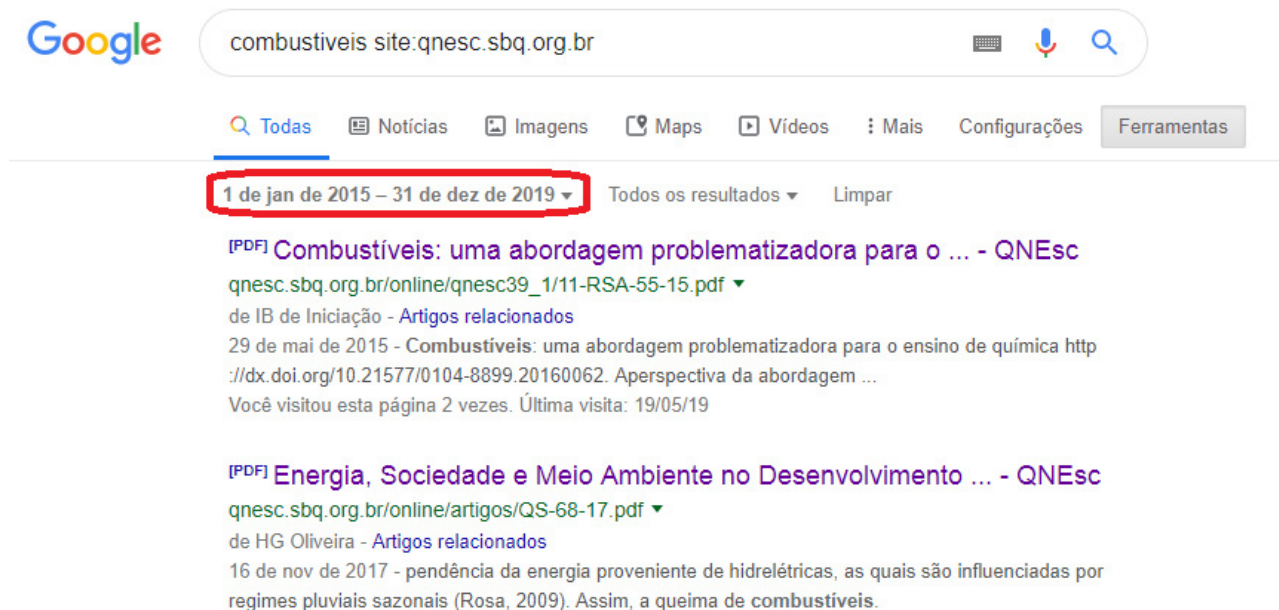 Google
combustiveis site:qnesc.sbq.org.br
Todas Notícias Imagens Maps Vídeos Mais Configurações Ferramentas
1 de jan de 2015 – 31 de dez de 2019 Todos os resultados Limpar
[PDF] Combustíveis: uma abordagem problematizadora para o ... - QNEsc
qnesc.sbq.org.br/online/qnesc39_1/11-RSA-55-15.pdf
de IB de Iniciação - Artigos relacionados
29 de mai de 2015 - Combustíveis: uma abordagem problematizadora para o ensino de química http
://dx.doi.org/10.21577/0104-8899.20160062. Aperspectiva da abordagem ...
Você visitou esta página 2 vezes. Última visita: 19/05/19
[PDF] Energia, Sociedade e Meio Ambiente no Desenvolvimento ... - QNEsc
qnesc.sbq.org.br/online/artigos/QS-68-17.pdf
de HG Oliveira - Artigos relacionados
16 de nov de 2017 - pendência da energia proveniente de hidrelétricas, as quais são influenciadas por
regimes pluviais sazonais (Rosa, 2009). Assim, a queima de combustíveis.